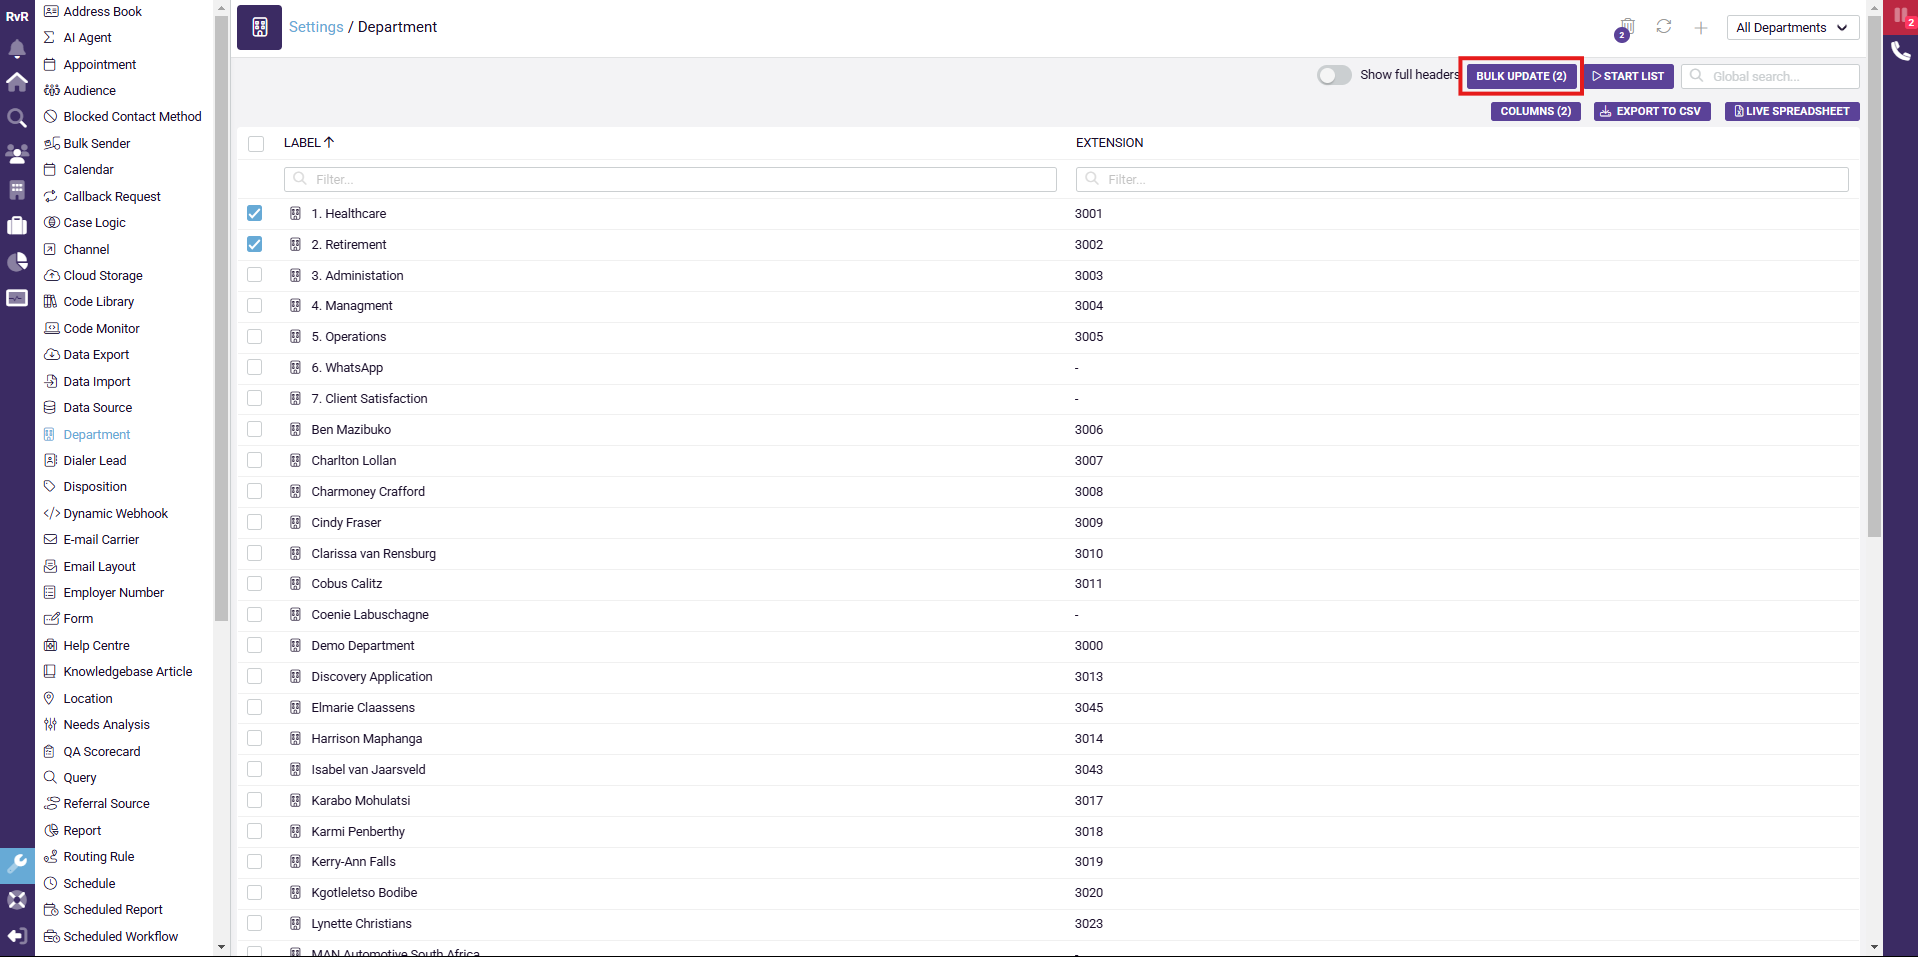 RvR
Address Book
AI Agent
Appointment
Audience
Blocked Contact Method
Bulk Sender
Calendar
Callback Request
Case Logic
Channel
Cloud Storage
Code Library
Code Monitor
Data Export
Data Import
Data Source
Department
Dialer Lead
Disposition
Dynamic Webhook
E-mail Carrier
Email Layout
Employer Number
Form
Help Centre
Knowledgebase Article
Location
Needs Analysis
QA Scorecard
Query
Referral Source
Report
Routing Rule
Schedule
Scheduled Report
Scheduled Workflow
Settings / Department
2
All Departments
2
Show full headers
BULK UPDATE (2)
START LIST
Global search...
COLUMNS (2)
EXPORT TO CSV
LIVE SPREADSHEET
LABEL EXTENSION
Filter... Filter...
1. Healthcare 3001
2. Retirement 3002
3. Administation 3003
4. Managment 3004
5. Operations 3005
6. WhatsApp -
7. Client Satisfaction -
Ben Mazibuko 3006
Charlton Lollan 3007
Charmoney Crafford 3008
Cindy Fraser 3009
Clarissa van Rensburg 3010
Cobus Calitz 3011
Coenie Labuschagne -
Demo Department 3000
Discovery Application 3013
Elmarie Claassens 3045
Harrison Maphanga 3014
Isabel van Jaarsveld 3043
Karabo Mohulatsi 3017
Karmi Penberthy 3018
Kerry-Ann Falls 3019
Kgotleletso Bodibe 3020
Lynette Christians 3023
MAN Automotive South Africa -